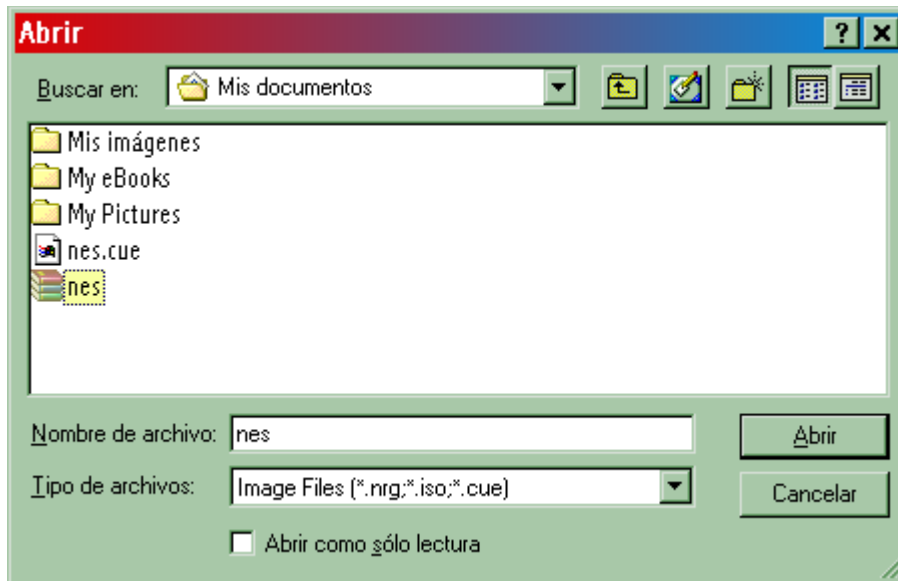 Abrir
Buscar en: Mis documentos
Mis imágenes
My eBooks
My Pictures
nes.cue
nes
Nombre de archivo: nes Abrir
Tipo de archivos: Image Files (*.nrg;*.iso;*.cue) Cancelar
Abrir como sólo lectura